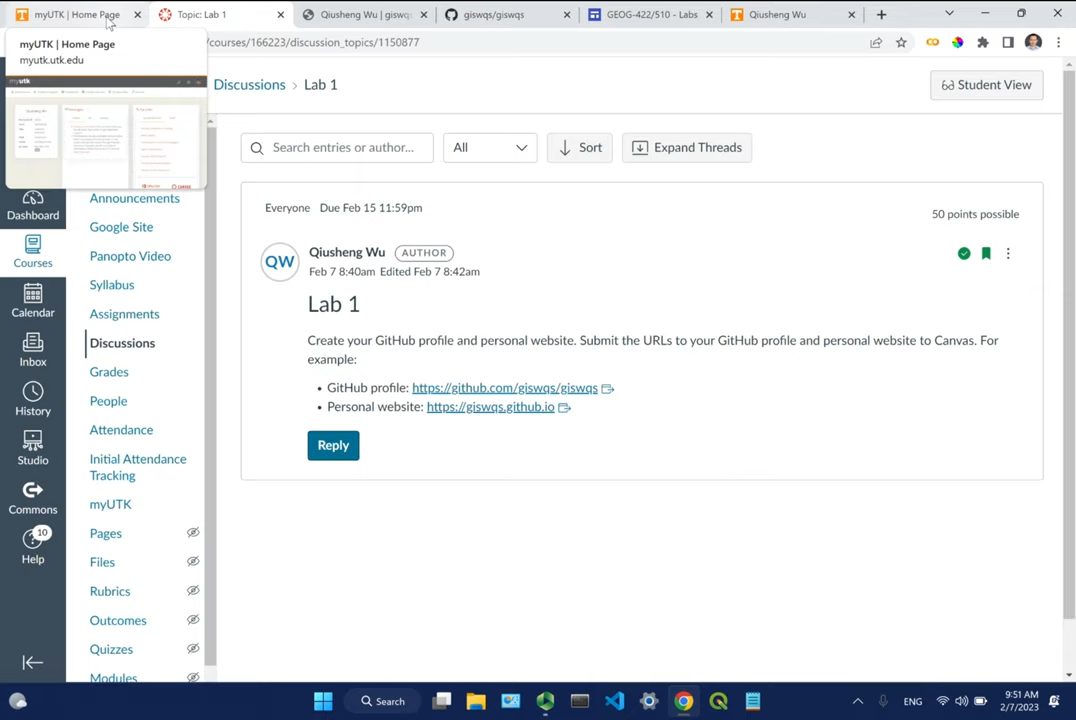 myUTK | Home Page
Topic: Lab 1
Qiusheng Wu | giswq
giswqs/giswqs
GEOG-422/510 - Labs
Qiusheng Wu
myUTK | Home Page
myutk.utk.edu
/courses/166223/discussion_topics/1150877
Discussions › Lab 1
Student View
Search entries or author...
All
Sort
Expand Threads
Dashboard
Courses
Calendar
Inbox
History
Studio
Commons
10
Help
Announcements
Google Site
Panopto Video
Syllabus
Assignments
Discussions
Grades
People
Attendance
Initial Attendance
Tracking
myUTK
Pages
Files
Rubrics
Outcomes
Quizzes
Modules
Everyone Due Feb 15 11:59pm
50 points possible
QW
Qiusheng Wu AUTHOR
Feb 7 8:40am Edited Feb 7 8:42am
Lab 1
Create your GitHub profile and personal website. Submit the URLs to your GitHub profile and personal website to Canvas. For
example:
• GitHub profile: https://github.com/giswqs/giswqs
• Personal website: https://giswqs.github.io
Reply
Search
ENG
9:51 AM
2/7/2023